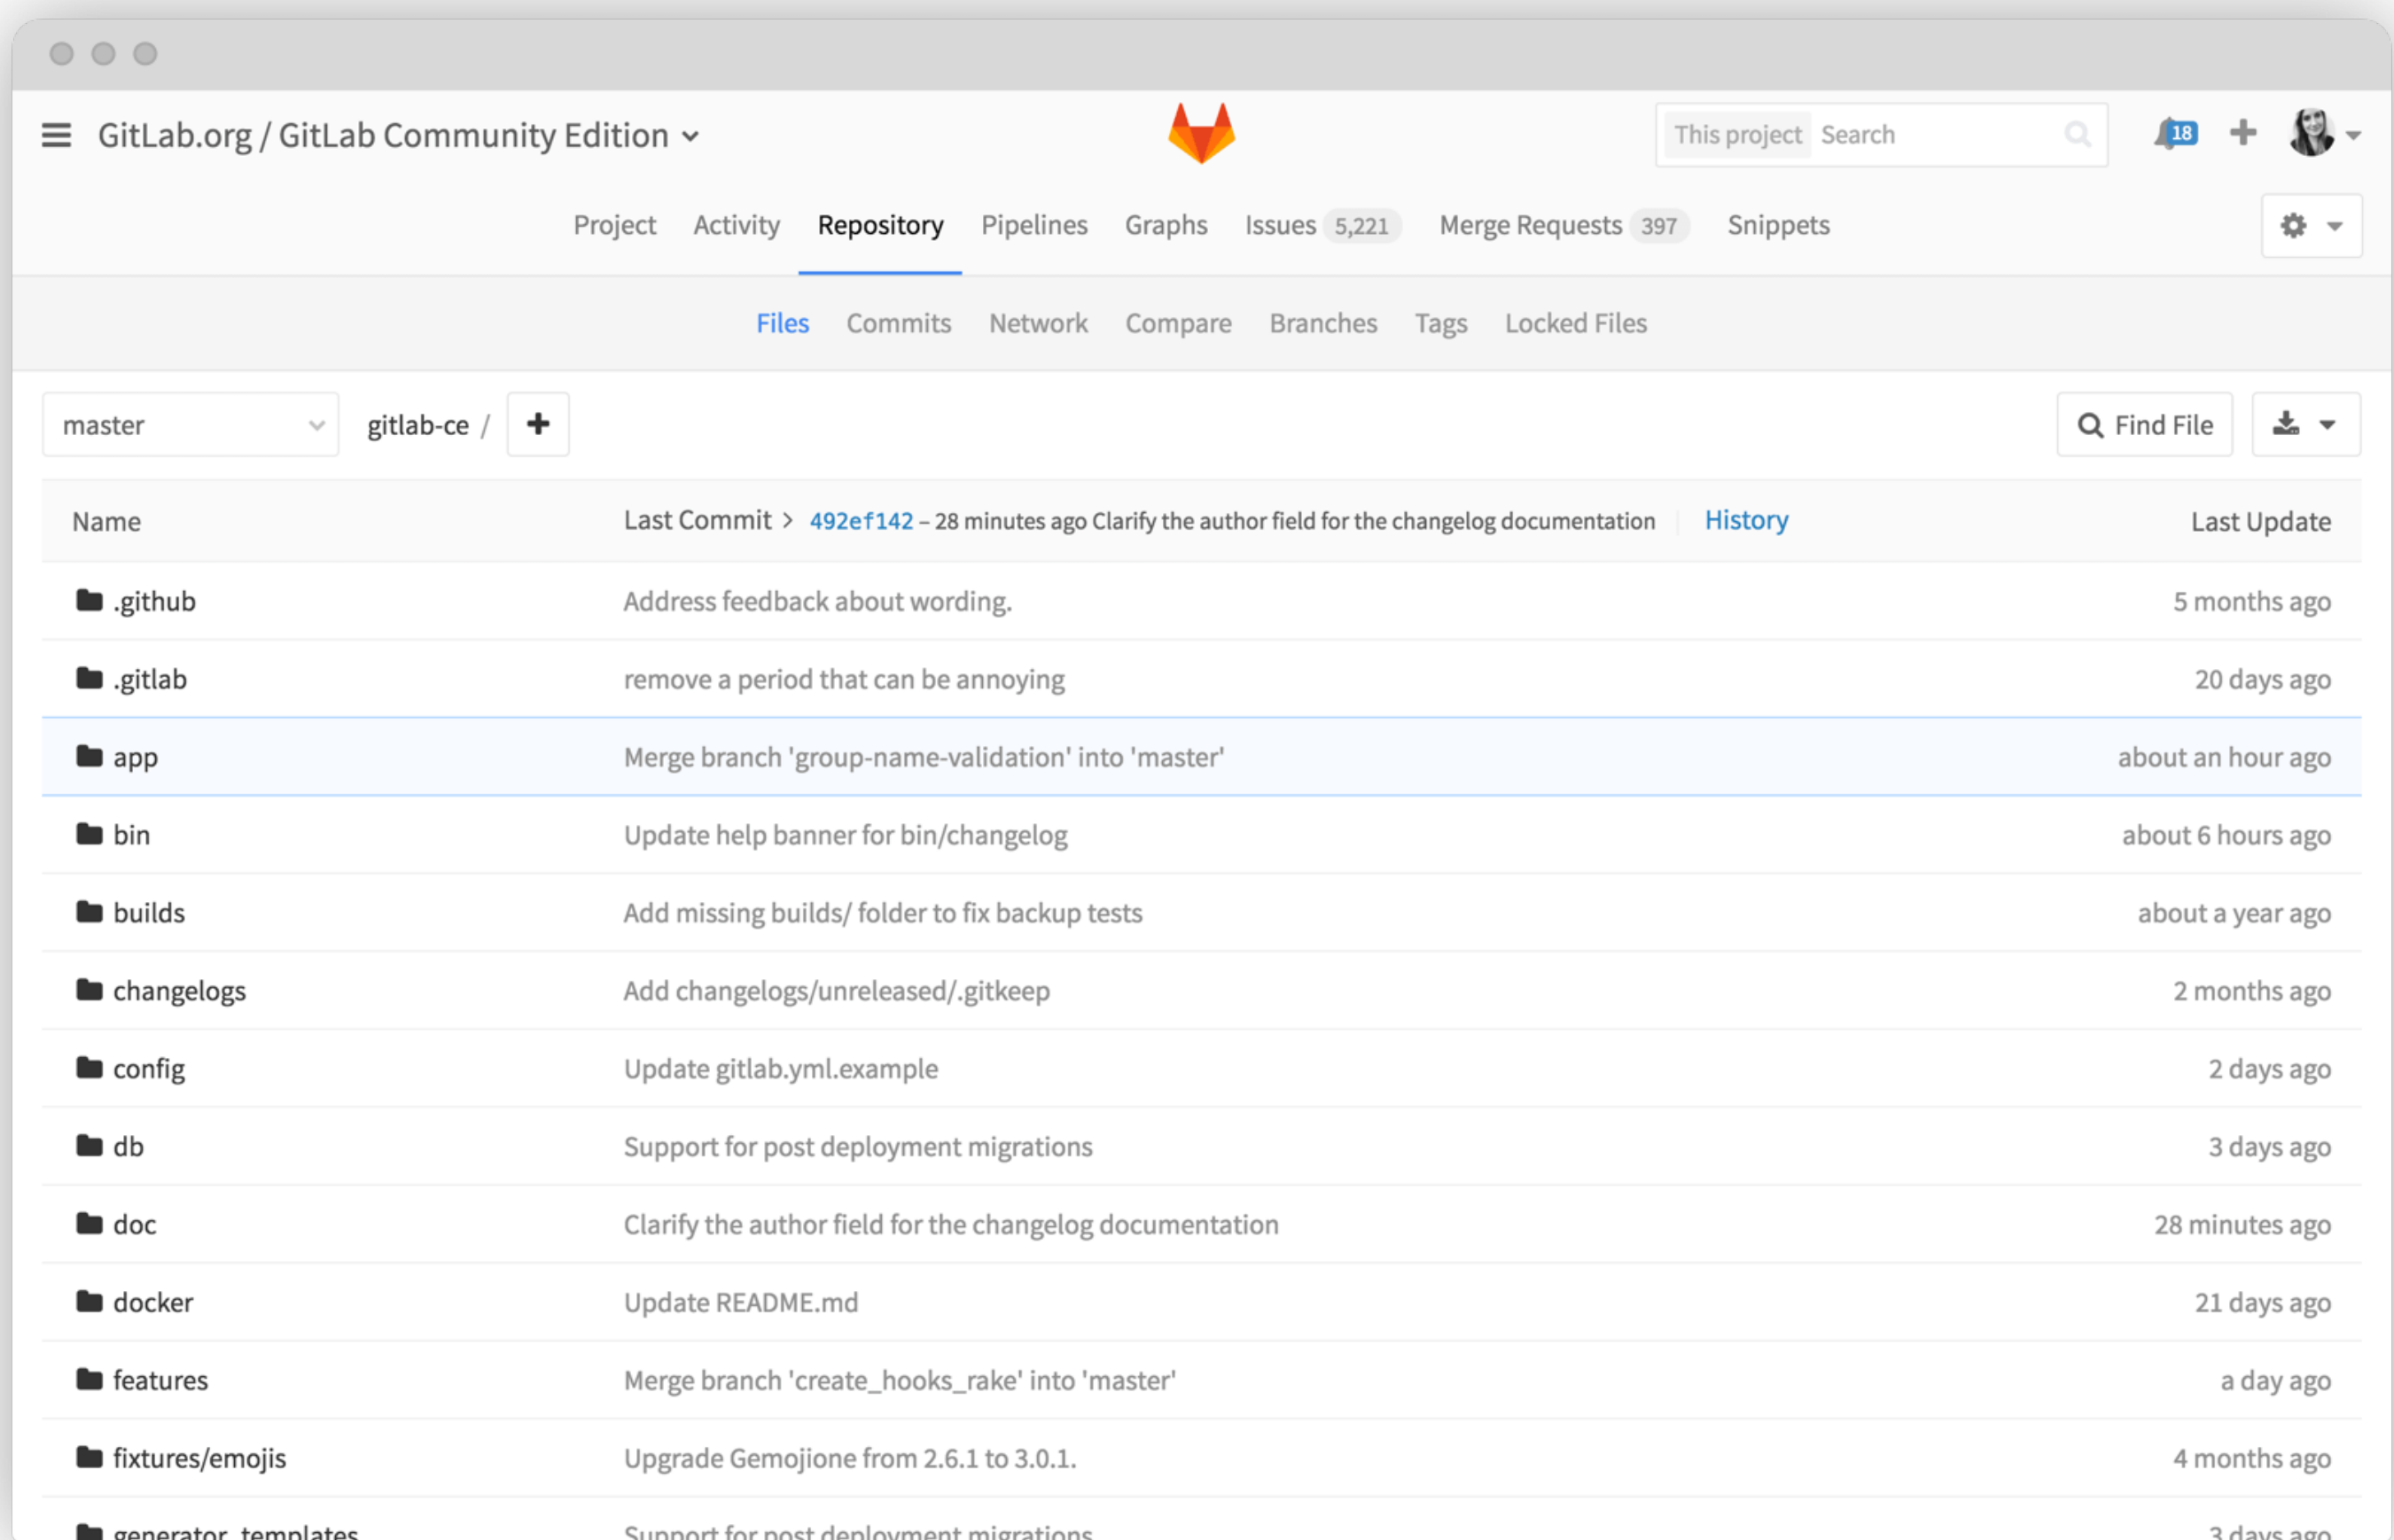 GitLab.org / GitLab Community Edition
This project Search
18
Project Activity Repository Pipelines Graphs Issues 5,221 Merge Requests 397 Snippets
Files Commits Network Compare Branches Tags Locked Files
master gitlab-ce / Find File
Name Last Commit > 492ef142 – 28 minutes ago Clarify the author field for the changelog documentation History Last Update
.github Address feedback about wording. 5 months ago
.gitlab remove a period that can be annoying 20 days ago
app Merge branch 'group-name-validation' into 'master' about an hour ago
bin Update help banner for bin/changelog about 6 hours ago
builds Add missing builds/ folder to fix backup tests about a year ago
changelogs Add changelogs/unreleased/.gitkeep 2 months ago
config Update gitlab.yml.example 2 days ago
db Support for post deployment migrations 3 days ago
doc Clarify the author field for the changelog documentation 28 minutes ago
docker Update README.md 21 days ago
features Merge branch 'create_hooks_rake' into 'master' a day ago
fixtures/emojis Upgrade Gemojione from 2.6.1 to 3.0.1. 4 months ago
generator_templates Support for post deployment migrations 3 days ago